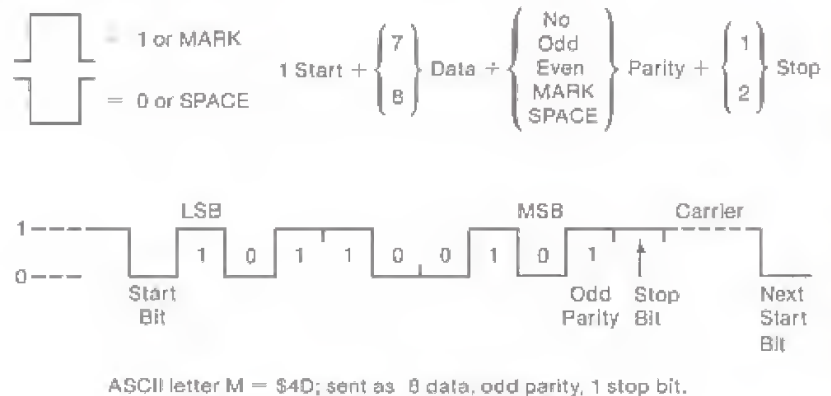 = 1 or MARK
= 0 or SPACE
1 Start + { 7 8 } Data + { No Odd Even MARK SPACE } Parity + { 1 2 } Stop
LSB MSB Carrier
1
1 0 1 1 0 0 1 0 1
0
Start Bit
Odd Parity
Stop Bit
Next Start Bit
ASCII letter M = $4D; sent as 8 data, odd parity, 1 stop bit.